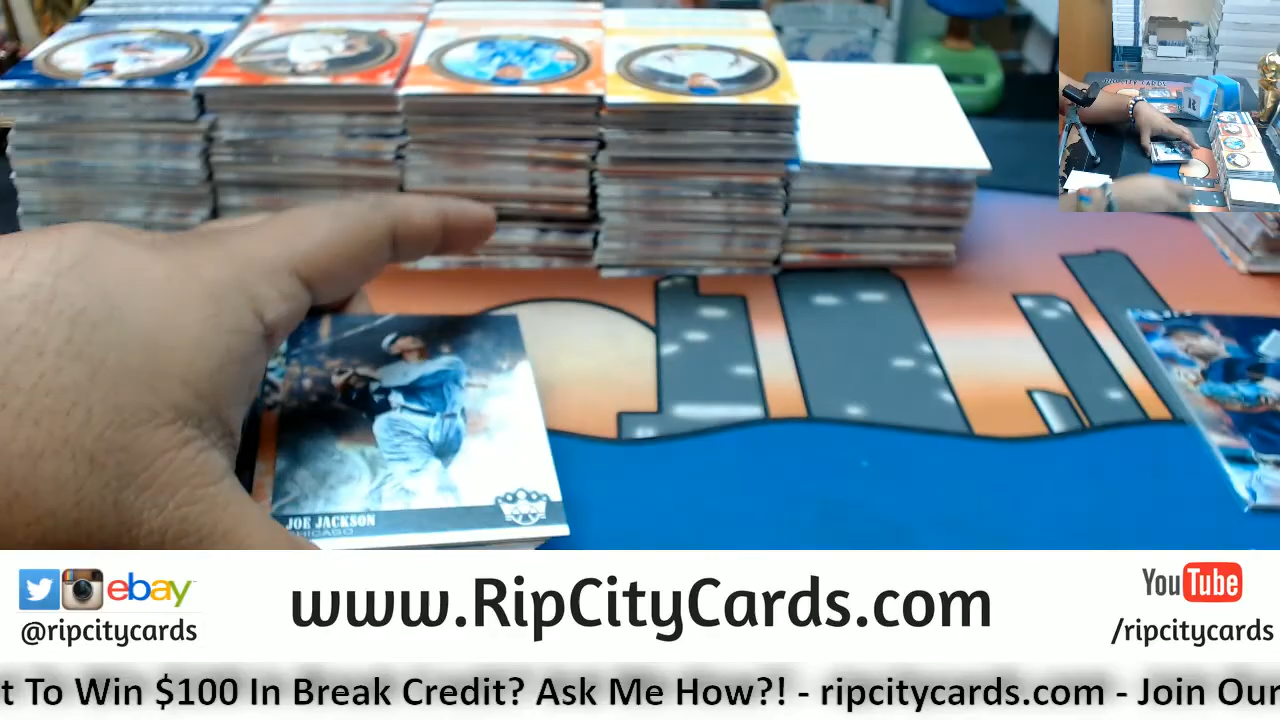 JOE JACKSON
CHICAGO
ebay
@ripcitycards
www.RipCityCards.com
YouTube
/ripcitycards
t To Win $100 In Break Credit? Ask Me How?! - ripcitycards.com - Join Our